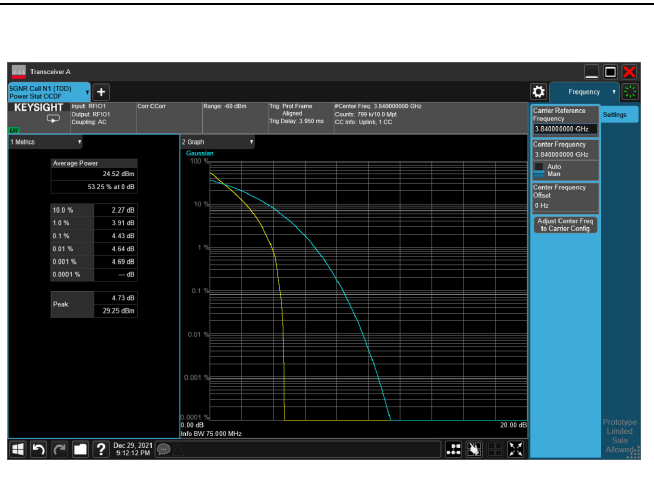 Transceiver A
5GNR Cell N1 (TDD)
Power Stat CCDF
Frequency
KEYSIGHT
Input: RFIO1
Output: RFIO1
Coupling: AC
Corr CCorr
Range: -60 dBm
Trig: Prot Frame
Aligned
Trig Delay: 3.950 ms
#Center Freq: 3.840000000 GHz
Counts: 799 k/10.0 Mpt
CC Info: Uplink, 1 CC
1 Metrics
Average Power
24.52 dBm
53.25 % at 0 dB
10.0 % 2.27 dB
1.0 % 3.91 dB
0.1 % 4.43 dB
0.01 % 4.64 dB
0.001 % 4.69 dB
0.0001 % --- dB
Peak
4.73 dB
29.25 dBm
2 Graph
Gaussian
100 %
10 %
1 %
0.1 %
0.01 %
0.001 %
0.0001 %
0.00 dB
20.00 dB
Info BW 75.000 MHz
Carrier Reference
Frequency
3.840000000 GHz
Center Frequency
3.840000000 GHz
Auto
Man
Center Frequency
Offset
0 Hz
Adjust Center Freq
to Carrier Config
Settings
Prototype
Limited
Sale
Allowed
Dec 29, 2021
9:12:12 PM